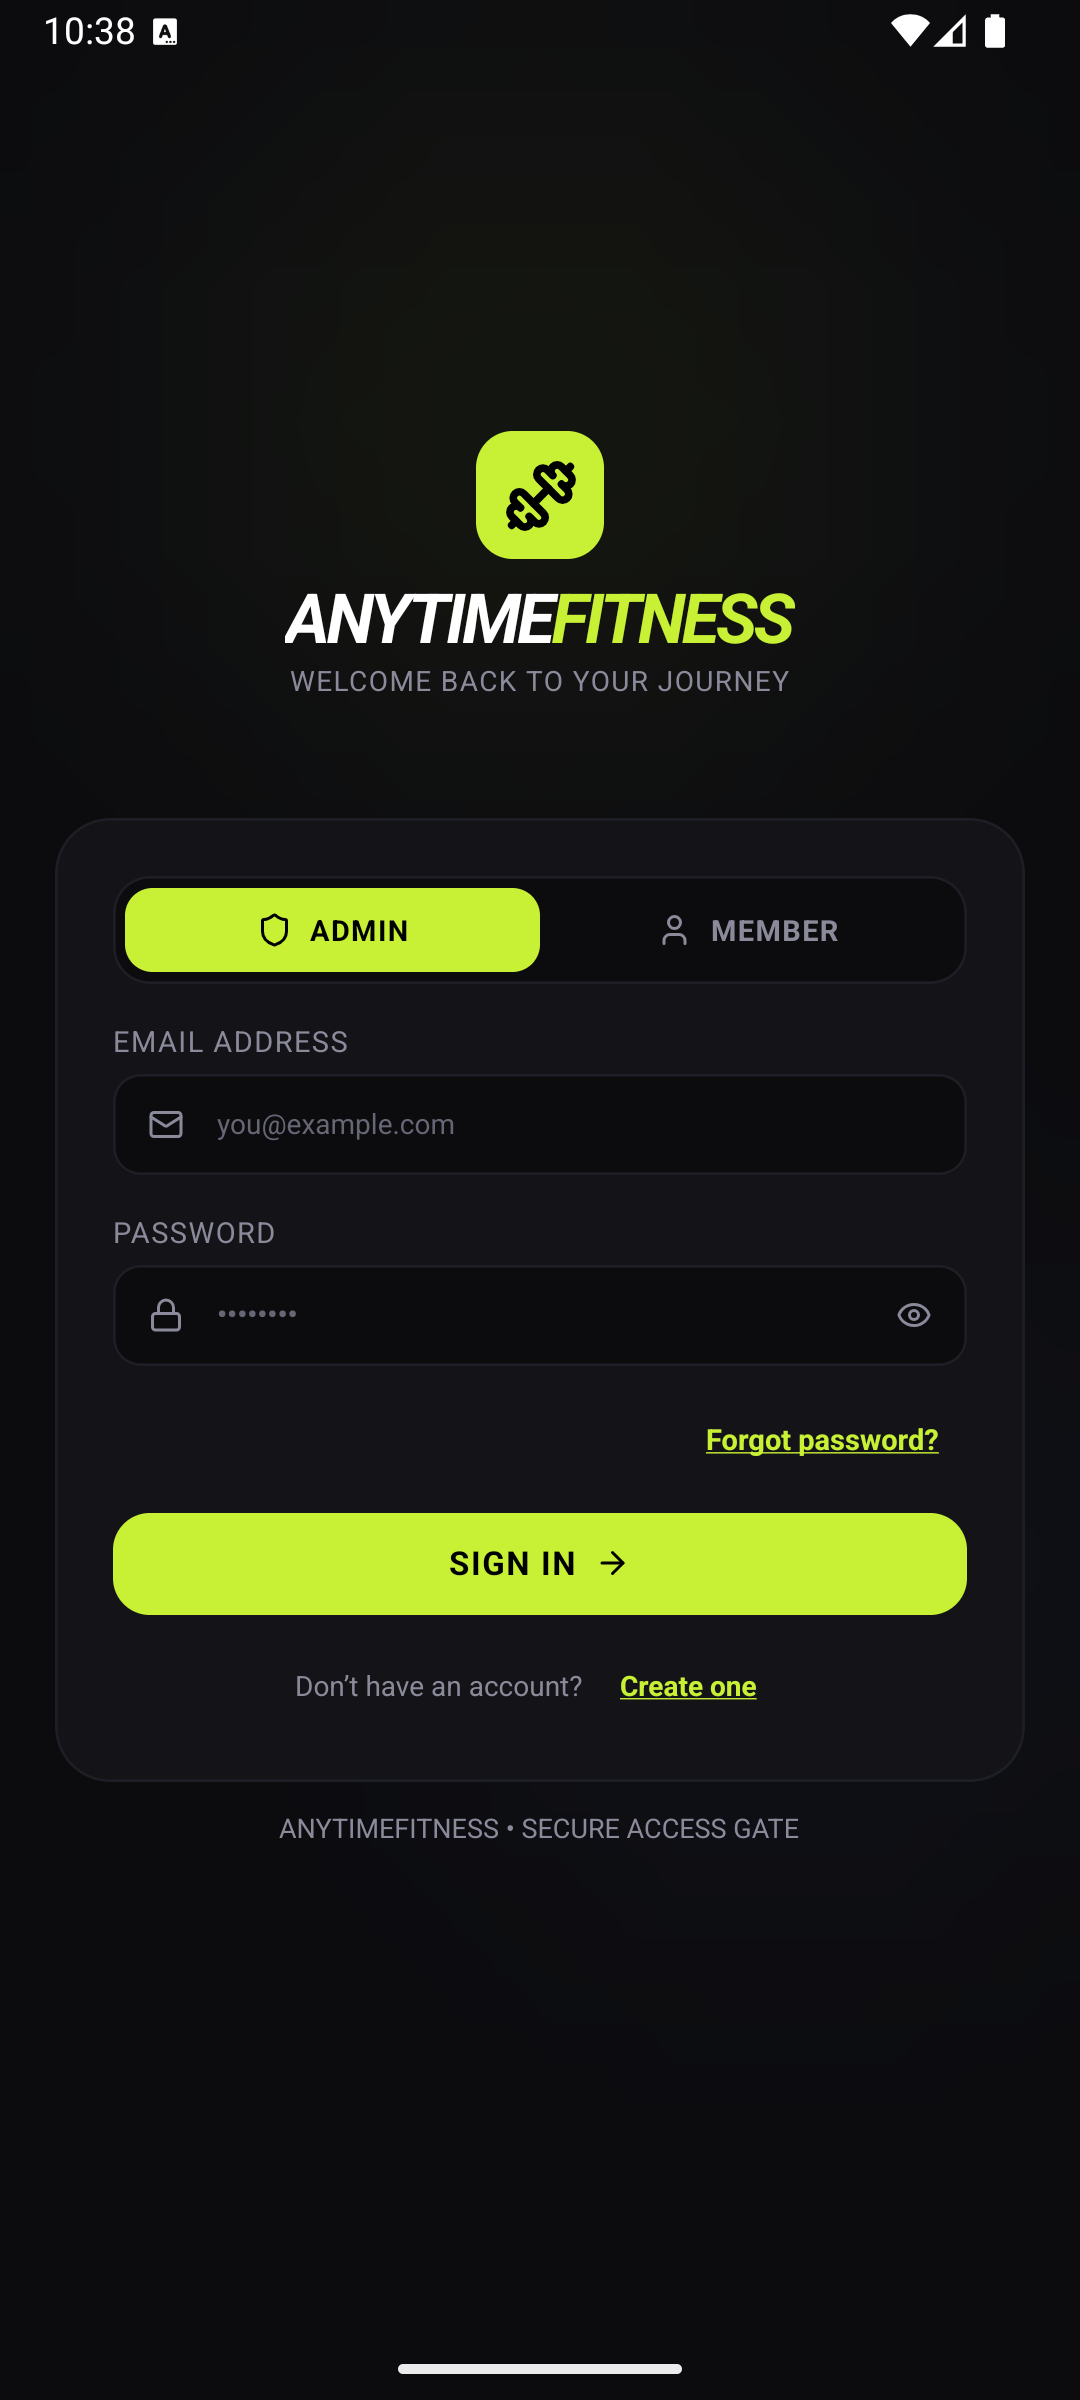 10:38
ANYTIMEFITNESS
WELCOME BACK TO YOUR JOURNEY
ADMIN MEMBER
EMAIL ADDRESS
you@example.com
PASSWORD
••••••••
Forgot password?
SIGN IN →
Don’t have an account? Create one
ANYTIMEFITNESS • SECURE ACCESS GATE